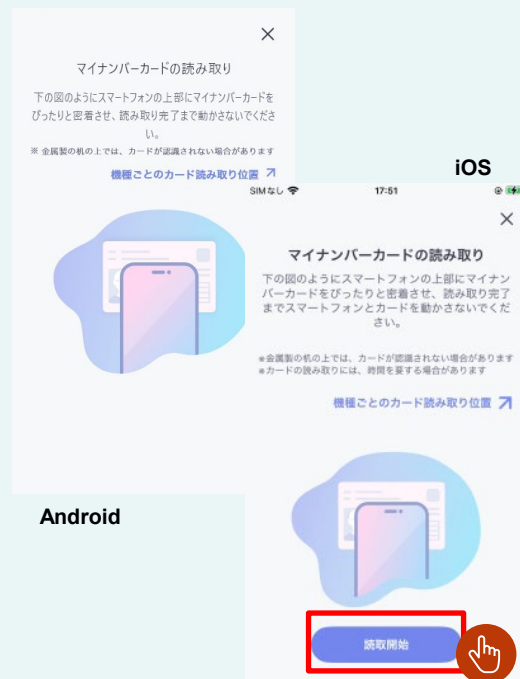 マイナンバーカードの読み取り
下の図のようにスマートフォンの上部にマイナンバーカードを
ぴったりと密着させ、読み取り完了まで動かさないでくださ
い。
※ 金属製の机の上では、カードが認識されない場合があります
機種ごとのカード読み取り位置
Android
iOS
SIMなし
17:51
マイナンバーカードの読み取り
下の図のようにスマートフォンの上部にマイナン
バーカードをぴったりと密着させ、読み取り完了
までスマートフォンとカードを動かさないでくだ
さい。
※金属製の机の上では、カードが認識されない場合があります
※カードの読み取りには、時間を要する場合があります
機種ごとのカード読み取り位置
読取開始